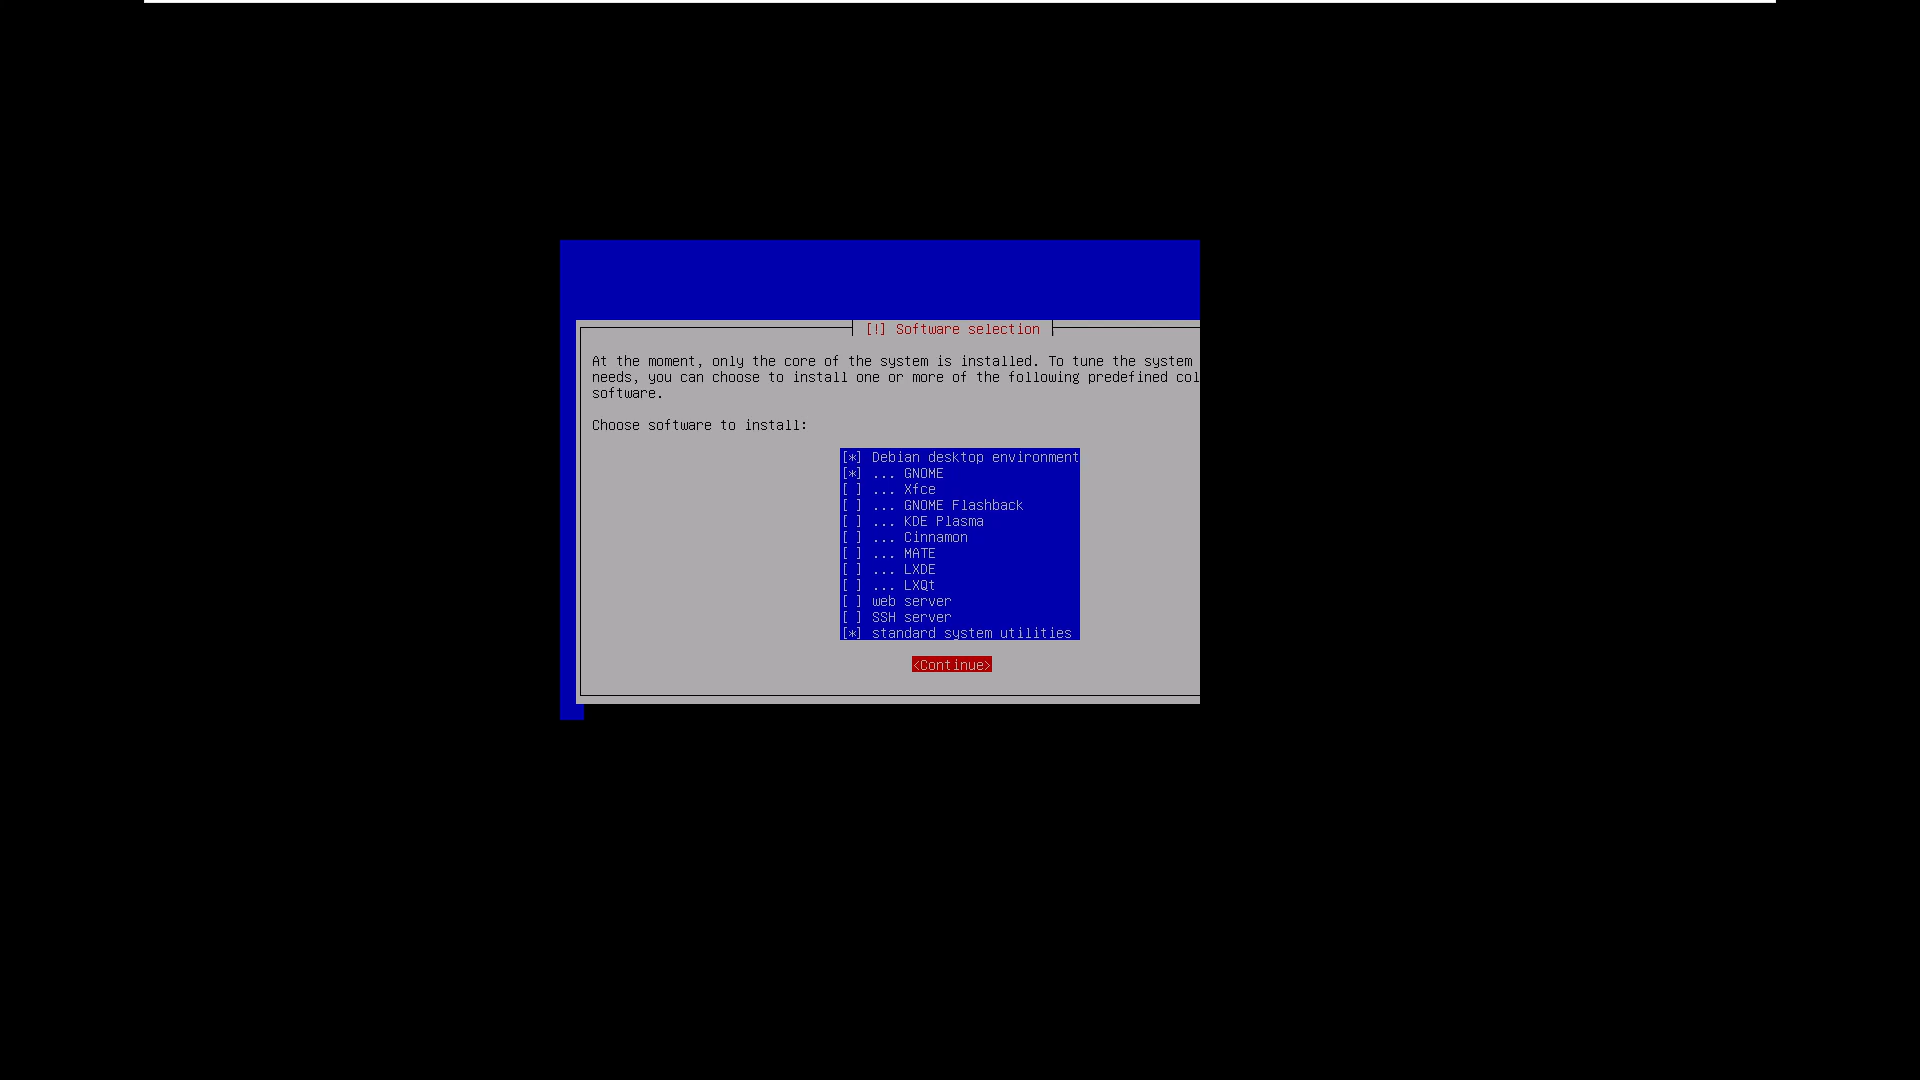 [!] Software selection
At the moment, only the core of the system is installed. To tune the system
needs, you can choose to install one or more of the following predefined col
software.
Choose software to install:
[*] Debian desktop environment
[*] ... GNOME
[ ] ... Xfce
[ ] ... GNOME Flashback
[ ] ... KDE Plasma
[ ] ... Cinnamon
[ ] ... MATE
[ ] ... LXDE
[ ] ... LXQt
[ ] web server
[ ] SSH server
[*] standard system utilities
<Continue>